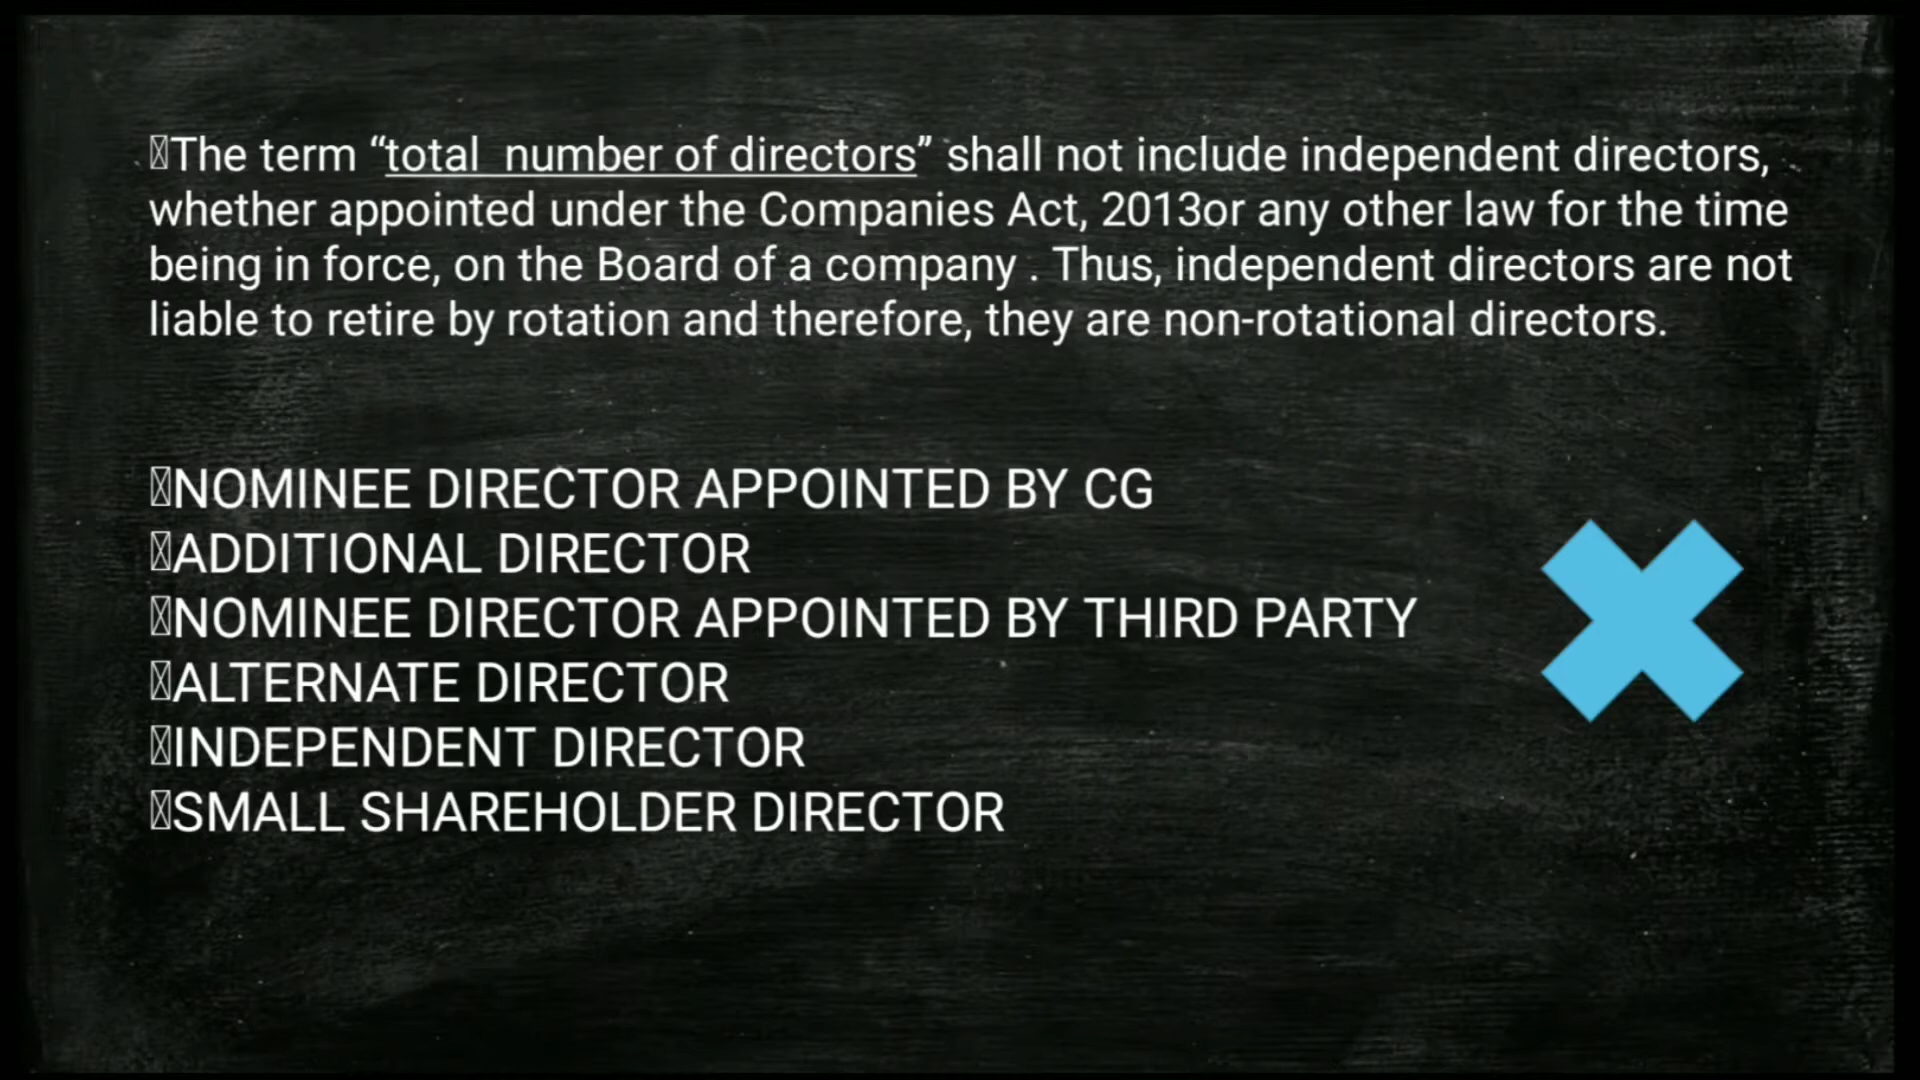 The term “total number of directors” shall not include independent directors,
whether appointed under the Companies Act, 2013or any other law for the time
being in force, on the Board of a company . Thus, independent directors are not
liable to retire by rotation and therefore, they are non-rotational directors.
NOMINEE DIRECTOR APPOINTED BY CG
ADDITIONAL DIRECTOR
NOMINEE DIRECTOR APPOINTED BY THIRD PARTY
ALTERNATE DIRECTOR
INDEPENDENT DIRECTOR
SMALL SHAREHOLDER DIRECTOR